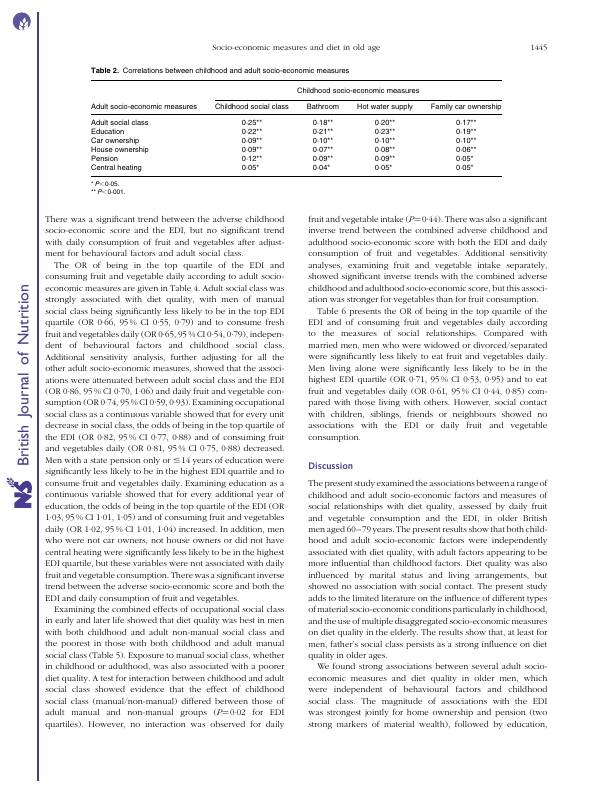 Socio-economic measures and diet in old age 1445
Table 2. Correlations between childhood and adult socio-economic measures
Childhood socio-economic measures
Adult socio-economic measures Childhood social class Bathroom Hot water supply Family car ownership
Adult social class 0·25** 0·18** 0·20** 0·17**
Education 0·22** 0·21** 0·23** 0·19**
Car ownership 0·09** 0·10** 0·10** 0·10**
House ownership 0·09** 0·07** 0·08** 0·06**
Pension 0·12** 0·09** 0·09** 0·05*
Central heating 0·05* 0·04* 0·05* 0·05*
* P<0·05.
** P<0·001.
There was a significant trend between the adverse childhood
socio-economic score and the EDI, but no significant trend
with daily consumption of fruit and vegetables after adjust-
ment for behavioural factors and adult social class.
The OR of being in the top quartile of the EDI and
consuming fruit and vegetable daily according to adult socio-
economic measures are given in Table 4. Adult social class was
strongly associated with diet quality, with men of manual
social class being significantly less likely to be in the top EDI
quartile (OR 0·66, 95 % CI 0·55, 0·79) and to consume fresh
fruit and vegetables daily (OR 0·65, 95 % CI 0·54, 0·79), indepen-
dent of behavioural factors and childhood social class.
Additional sensitivity analysis, further adjusting for all the
other adult socio-economic measures, showed that the associ-
ations were attenuated between adult social class and the EDI
(OR 0·86, 95 % CI 0·70, 1·06) and daily fruit and vegetable con-
sumption (OR 0·74, 95 % CI 0·59, 0·93). Examining occupational
social class as a continuous variable showed that for every unit
decrease in social class, the odds of being in the top quartile of
the EDI (OR 0·82, 95 % CI 0·77, 0·88) and of consuming fruit
and vegetables daily (OR 0·81, 95 % CI 0·75, 0·88) decreased.
Men with a state pension only or ≤14 years of education were
significantly less likely to be in the highest EDI quartile and to
consume fruit and vegetables daily. Examining education as a
continuous variable showed that for every additional year of
education, the odds of being in the top quartile of the EDI (OR
1·03, 95 % CI 1·01, 1·05) and of consuming fruit and vegetables
daily (OR 1·02, 95 % CI 1·01, 1·04) increased. In addition, men
who were not car owners, not house owners or did not have
central heating were significantly less likely to be in the highest
EDI quartile, but these variables were not associated with daily
fruit and vegetable consumption. There was a significant inverse
trend between the adverse socio-economic score and both the
EDI and daily consumption of fruit and vegetables.
Examining the combined effects of occupational social class
in early and later life showed that diet quality was best in men
with both childhood and adult non-manual social class and
the poorest in those with both childhood and adult manual
social class (Table 5). Exposure to manual social class, whether
in childhood or adulthood, was also associated with a poorer
diet quality. A test for interaction between childhood and adult
social class showed evidence that the effect of childhood
social class (manual/non-manual) differed between those of
adult manual and non-manual groups (P=0·02 for EDI
quartiles). However, no interaction was observed for daily
fruit and vegetable intake (P=0·44). There was also a significant
inverse trend between the combined adverse childhood and
adulthood socio-economic score with both the EDI and daily
consumption of fruit and vegetables. Additional sensitivity
analyses, examining fruit and vegetable intake separately,
showed significant inverse trends with the combined adverse
childhood and adulthood socio-economic score, but this associ-
ation was stronger for vegetables than for fruit consumption.
Table 6 presents the OR of being in the top quartile of the
EDI and of consuming fruit and vegetables daily according
to the measures of social relationships. Compared with
married men, men who were widowed or divorced/separated
were significantly less likely to eat fruit and vegetables daily.
Men living alone were significantly less likely to be in the
highest EDI quartile (OR 0·71, 95 % CI 0·53, 0·95) and to eat
fruit and vegetables daily (OR 0·61, 95 % CI 0·44, 0·85) com-
pared with those living with others. However, social contact
with children, siblings, friends or neighbours showed no
associations with the EDI or daily fruit and vegetable
consumption.
Discussion
The present study examined the associations between a range of
childhood and adult socio-economic factors and measures of
social relationships with diet quality, assessed by daily fruit
and vegetable consumption and the EDI, in older British
men aged 60–79 years. The present results show that both child-
hood and adult socio-economic factors were independently
associated with diet quality, with adult factors appearing to be
more influential than childhood factors. Diet quality was also
influenced by marital status and living arrangements, but
showed no association with social contact. The present study
adds to the limited literature on the influence of different types
of material socio-economic conditions particularly in childhood,
and the use of multiple disaggregated socio-economic measures
on diet quality in the elderly. The results show that, at least for
men, father's social class persists as a strong influence on diet
quality in older ages.
We found strong associations between several adult socio-
economic measures and diet quality in older men, which
were independent of behavioural factors and childhood
social class. The magnitude of associations with the EDI
was strongest jointly for home ownership and pension (two
strong markers of material wealth), followed by education,
British Journal of Nutrition
NS